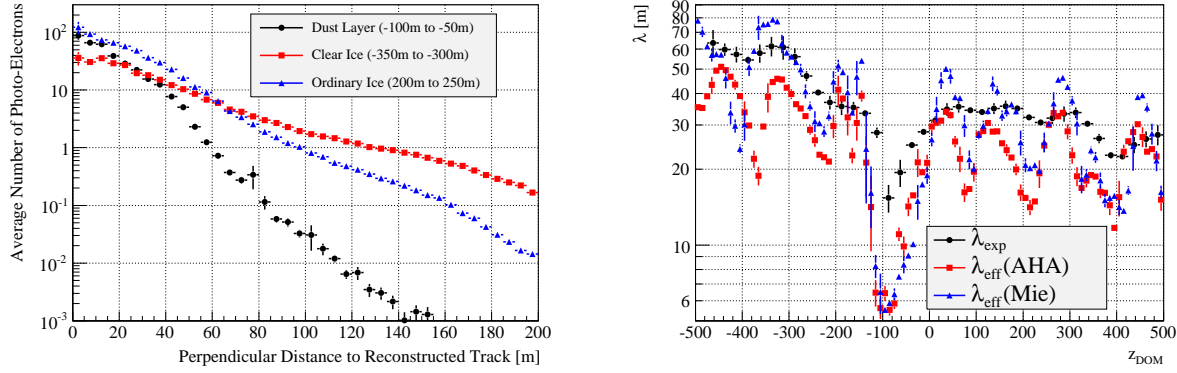 Average Number of Photo-Electrons
10²
10
1
10⁻¹
10⁻²
10⁻³
Dust Layer (-100m to -50m)
Clear Ice (-350m to -300m)
Ordinary Ice (200m to 250m)
0 20 40 60 80 100 120 140 160 180 200
Perpendicular Distance to Reconstructed Track [m]
λ [m]
90
80
70
60
50
40
30
20
10
6
λexp
λeff(AHA)
λeff(Mie)
-500 -400 -300 -200 -100 0 100 200 300 400 500
zDOM